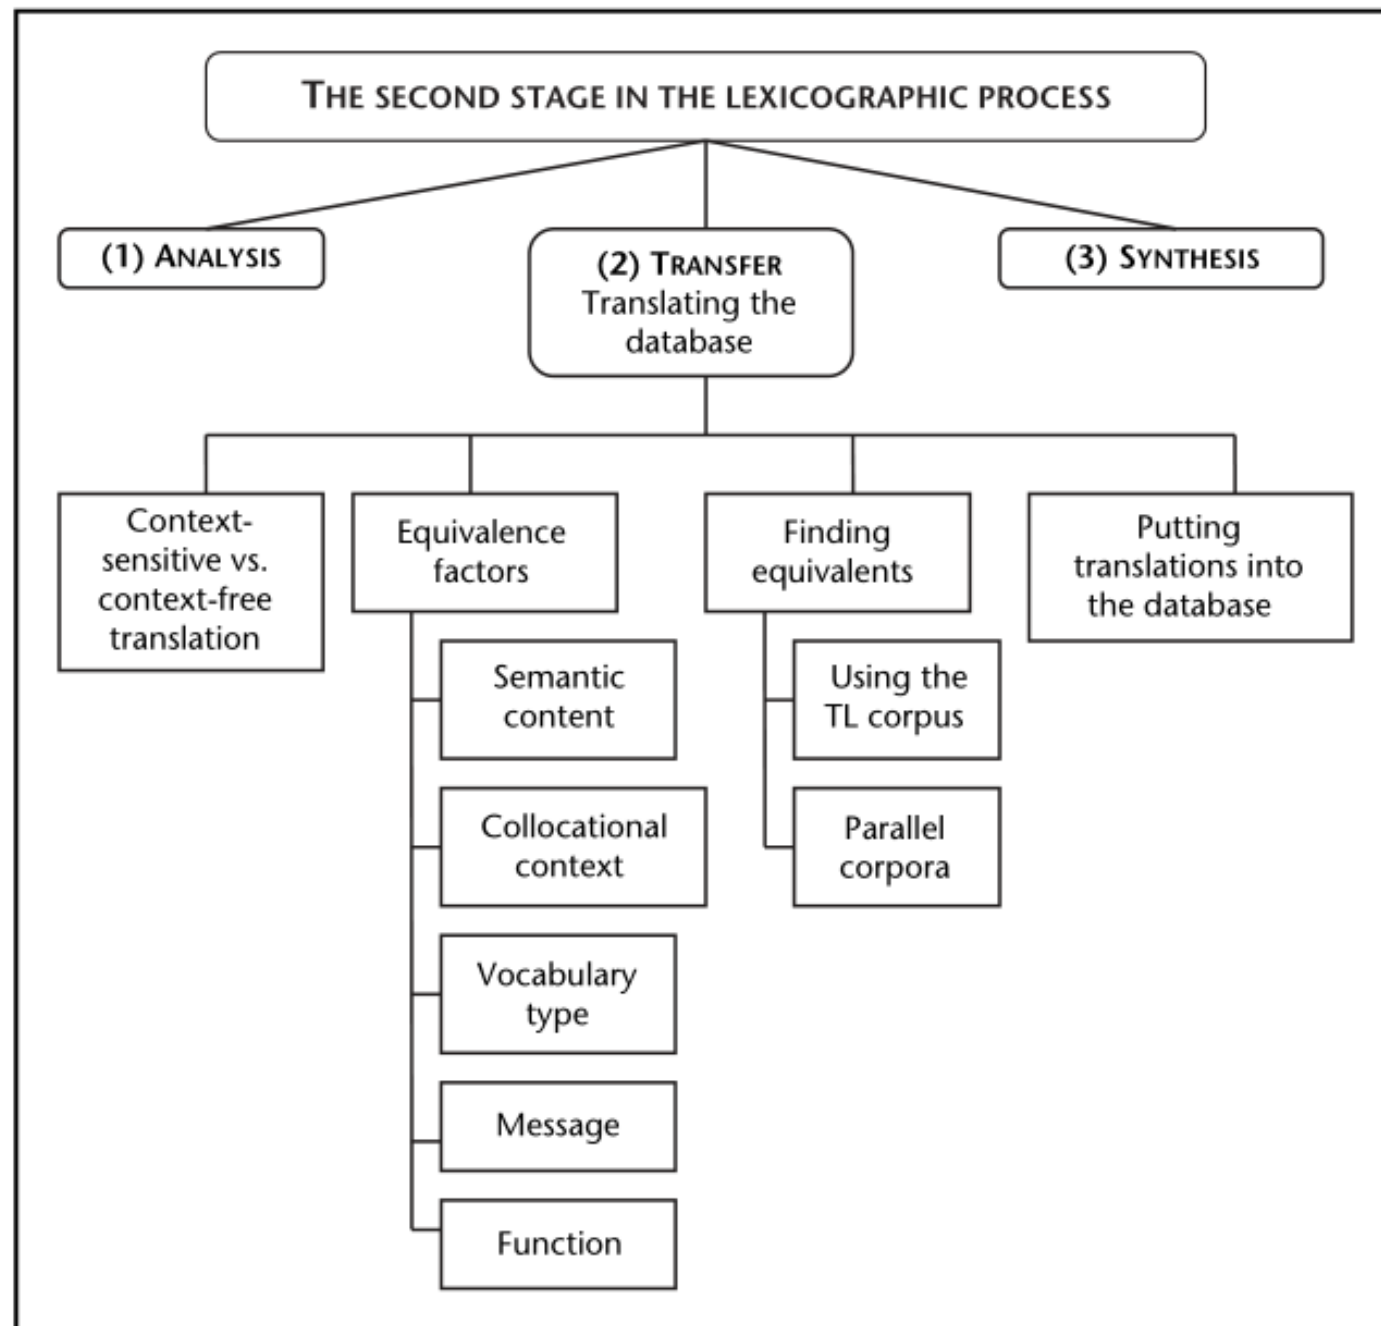 THE SECOND STAGE IN THE LEXICOGRAPHIC PROCESS
(1) ANALYSIS
(2) TRANSFER
Translating the
database
(3) SYNTHESIS
Context-
sensitive vs.
context-free
translation
Equivalence
factors
Semantic
content
Collocational
context
Vocabulary
type
Message
Function
Finding
equivalents
Using the
TL corpus
Parallel
corpora
Putting
translations into
the database